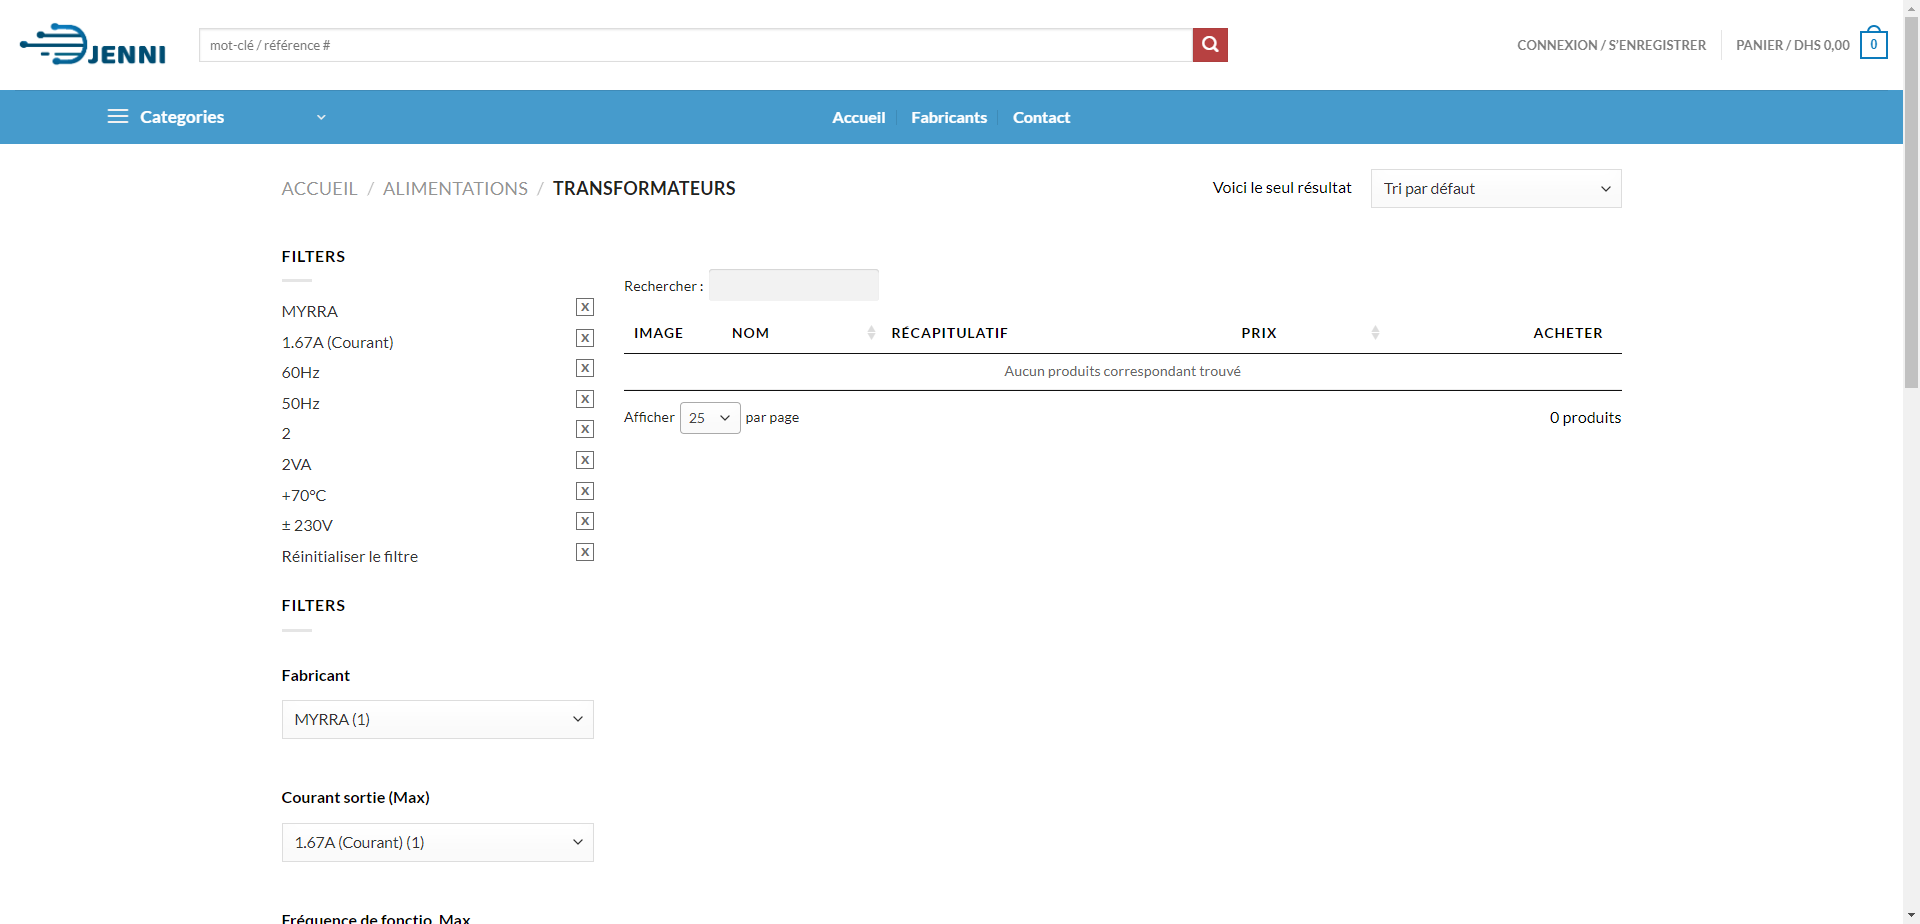 JENNI
mot-clé / référence #
CONNEXION / S'ENREGISTRER
PANIER / DHS 0,00
0
Categories
Accueil
Fabricants
Contact
ACCUEIL / ALIMENTATIONS / TRANSFORMATEURS
Voici le seul résultat
Tri par défaut
FILTERS
MYRRA X
1.67A (Courant) X
60Hz X
50Hz X
2 X
2VA X
+70°C X
± 230V X
Réinitialiser le filtre X
Rechercher :
IMAGE NOM RÉCAPITULATIF PRIX ACHETER
Aucun produits correspondant trouvé
Afficher 25 par page
0 produits
FILTERS
Fabricant
MYRRA (1)
Courant sortie (Max)
1.67A (Courant) (1)
Fréquence de fonctio. Max